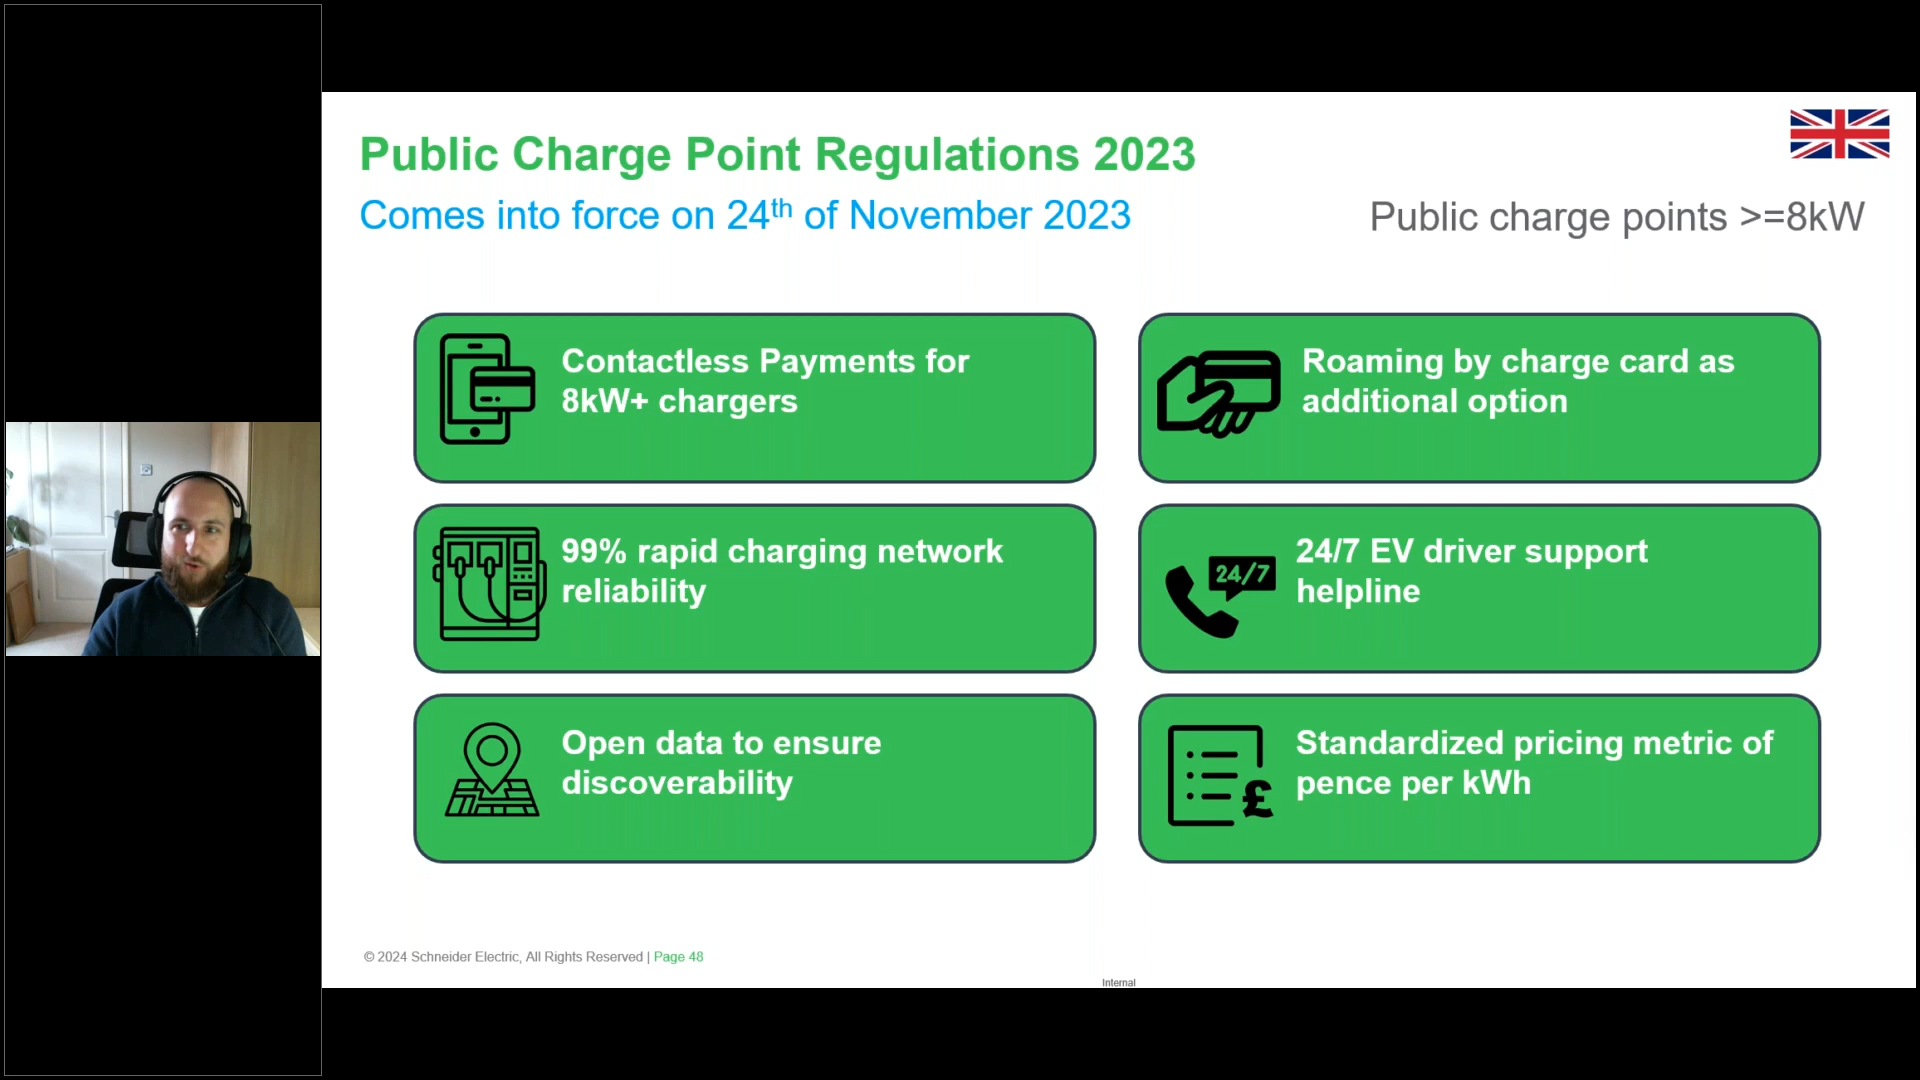 Public Charge Point Regulations 2023
Comes into force on 24th of November 2023
Public charge points >=8kW
Contactless Payments for
8kW+ chargers
Roaming by charge card as
additional option
99% rapid charging network
reliability
24/7
24/7 EV driver support
helpline
Open data to ensure
discoverability
£
Standardized pricing metric of
pence per kWh
© 2024 Schneider Electric, All Rights Reserved | Page 48
Internal